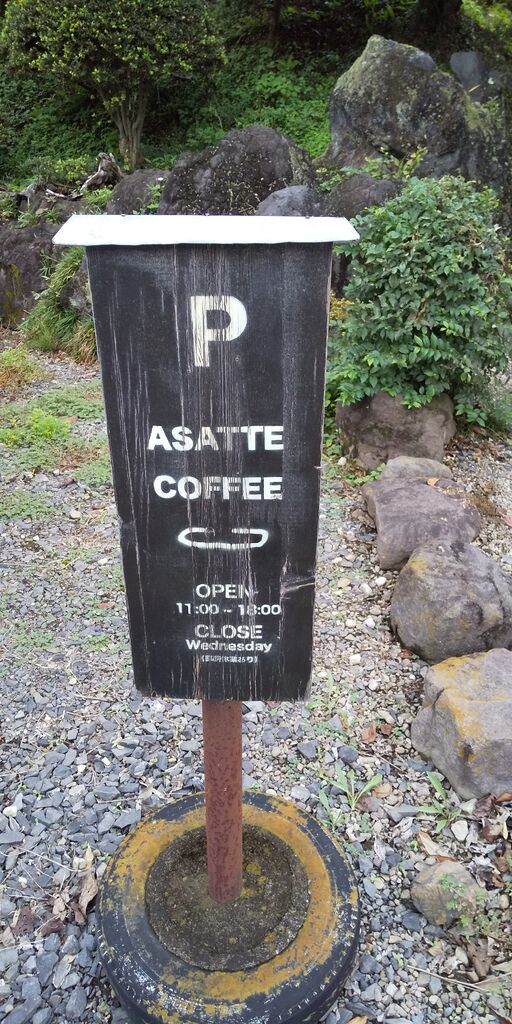 P
ASATTE
COFFEE
OPEN
11:00 ~ 18:00
CLOSE
Wednesday